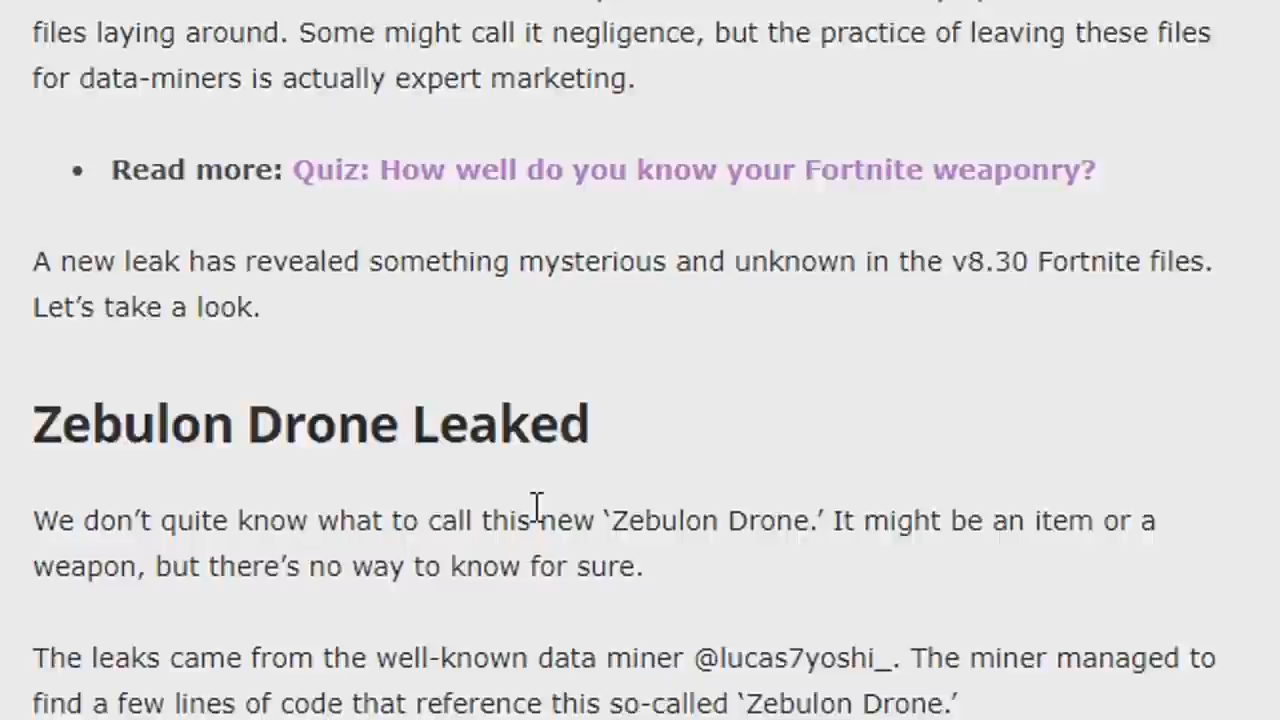 files laying around. Some might call it negligence, but the practice of leaving these files
for data-miners is actually expert marketing.
• Read more: Quiz: How well do you know your Fortnite weaponry?
A new leak has revealed something mysterious and unknown in the v8.30 Fortnite files.
Let’s take a look.
Zebulon Drone Leaked
We don’t quite know what to call this new ‘Zebulon Drone.’ It might be an item or a
weapon, but there’s no way to know for sure.
The leaks came from the well-known data miner @lucas7yoshi_. The miner managed to
find a few lines of code that reference this so-called ‘Zebulon Drone.’